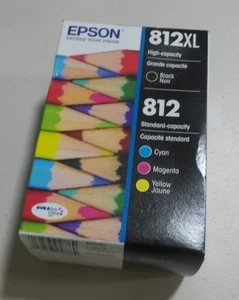 EPSON
EXCEED YOUR VISION
812XL
High-capacity
Grande capacité
Black
Noir
812
Standard-capacity
Capacité standard
Cyan
Magenta
Yellow
Jaune